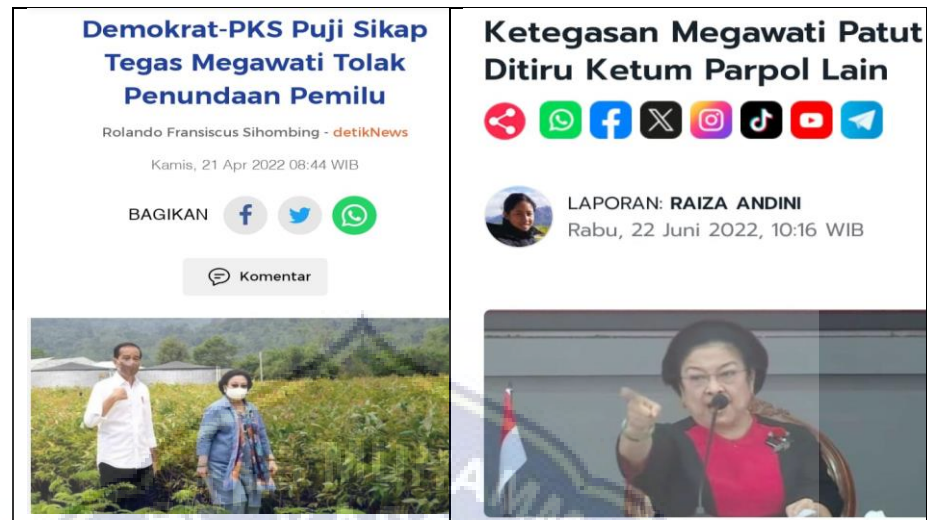 Demokrat-PKS Puji Sikap
Tegas Megawati Tolak
Penundaan Pemilu
Rolando Fransiscus Sihombing - detikNews
Kamis, 21 Apr 2022 08:44 WIB
BAGIKAN
Komentar
Ketegasan Megawati Patut
Ditiru Ketum Parpol Lain
LAPORAN: RAIZA ANDINI
Rabu, 22 Juni 2022, 10:16 WIB